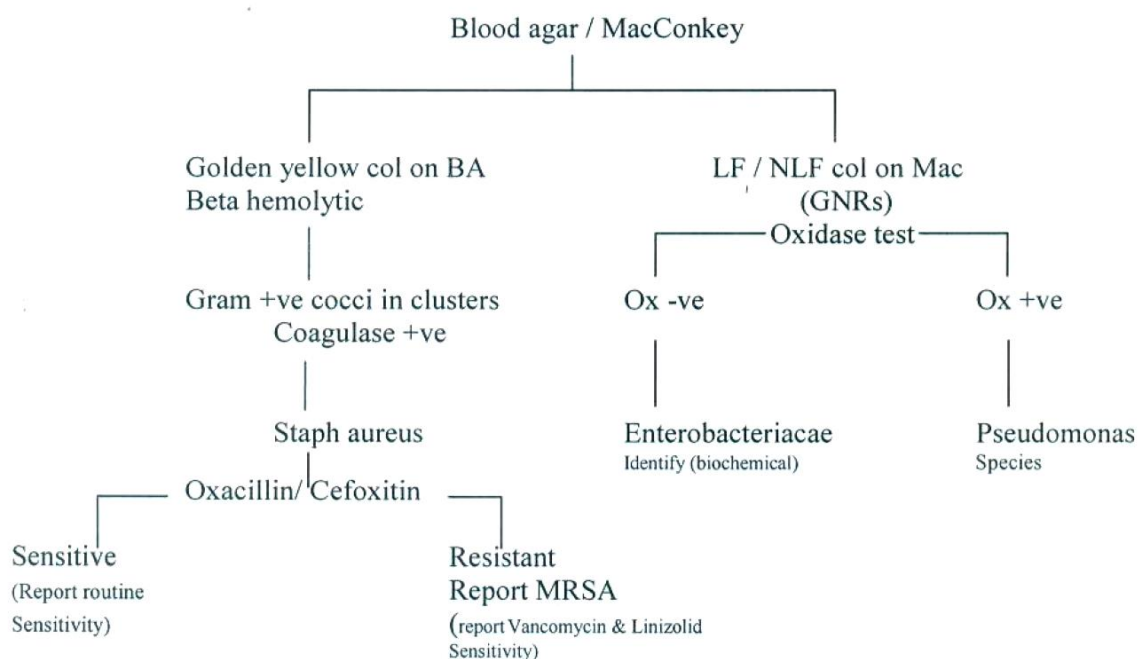 Blood agar / MacConkey
Golden yellow col on BA
Beta hemolytic
LF / NLF col on Mac
(GNRs)
Oxidase test
Gram +ve cocci in clusters
Coagulase +ve
Ox -ve
Ox +ve
Staph aureus
Enterobacteriacae
Identify (biochemical)
Pseudomonas
Species
Oxacillin/ Cefoxitin
Sensitive
(Report routine
Sensitivity)
Resistant
Report MRSA
(report Vancomycin & Linizolid
Sensitivity)